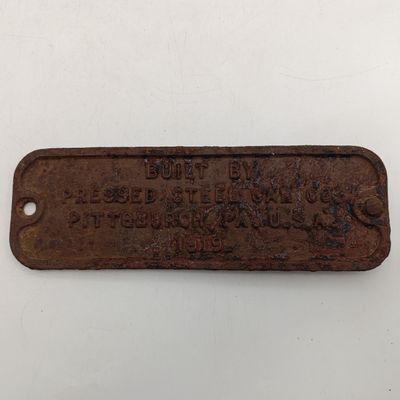 BUILT BY
PRESSED STEEL CAR CO.
PITTSBURGH, PA. U.S.A.
1919